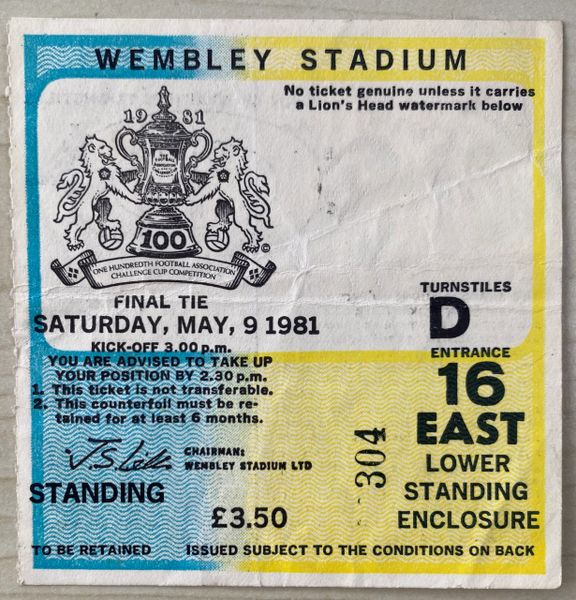 WEMBLEY STADIUM
No ticket genuine unless it carries
a Lion's Head watermark below
1981
100
ONE HUNDREDTH FOOTBALL ASSOCIATION
CHALLENGE CUP COMPETITION
©
FINAL TIE
SATURDAY, MAY, 9 1981
KICK-OFF 3.00 p.m.
YOU ARE ADVISED TO TAKE UP
YOUR POSITION BY 2.30 p.m.
1. This ticket is not transferable.
2. This counterfoil must be re-
tained for at least 6 months.
CHAIRMAN:
WEMBLEY STADIUM LTD
STANDING
£3.50
TURNSTILES
D
ENTRANCE
16
EAST
LOWER
STANDING
ENCLOSURE
304
TO BE RETAINED ISSUED SUBJECT TO THE CONDITIONS ON BACK